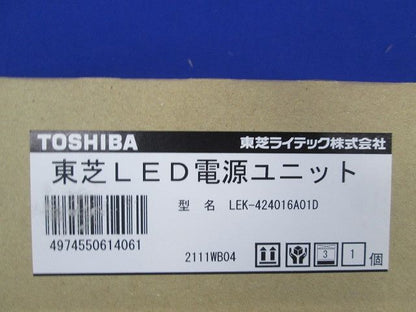 TOSHIBA 東芝ライテック株式会社
東芝LED電源ユニット
型 名 LEK-424016A01D
4974550614061 2111WB04 3 1 個